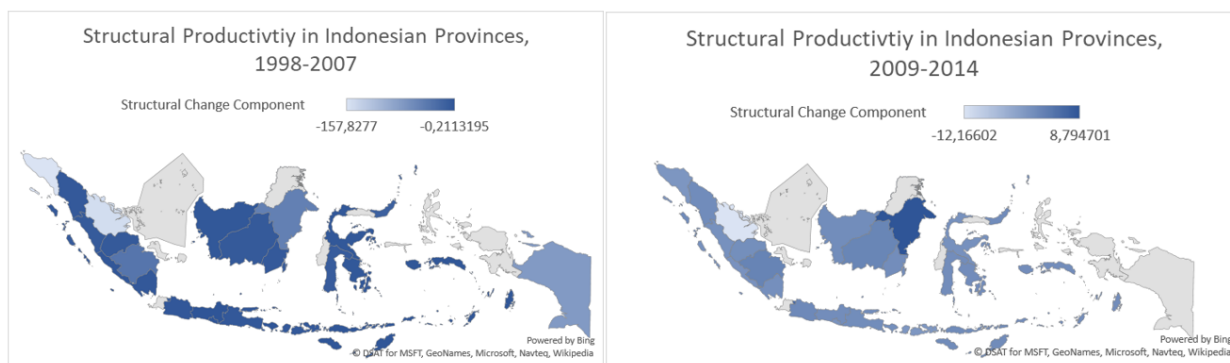 Structural Productivtiy in Indonesian Provinces,
1998-2007
Structural Change Component
-157,8277
-0,2113195
Powered by Bing
© DSAT for MSFT, GeoNames, Microsoft, Navteq, Wikipedia
Structural Productivtiy in Indonesian Provinces,
2009-2014
Structural Change Component
-12,16602
8,794701
Powered by Bing
© DSAT for MSFT, GeoNames, Microsoft, Navteq, Wikipedia